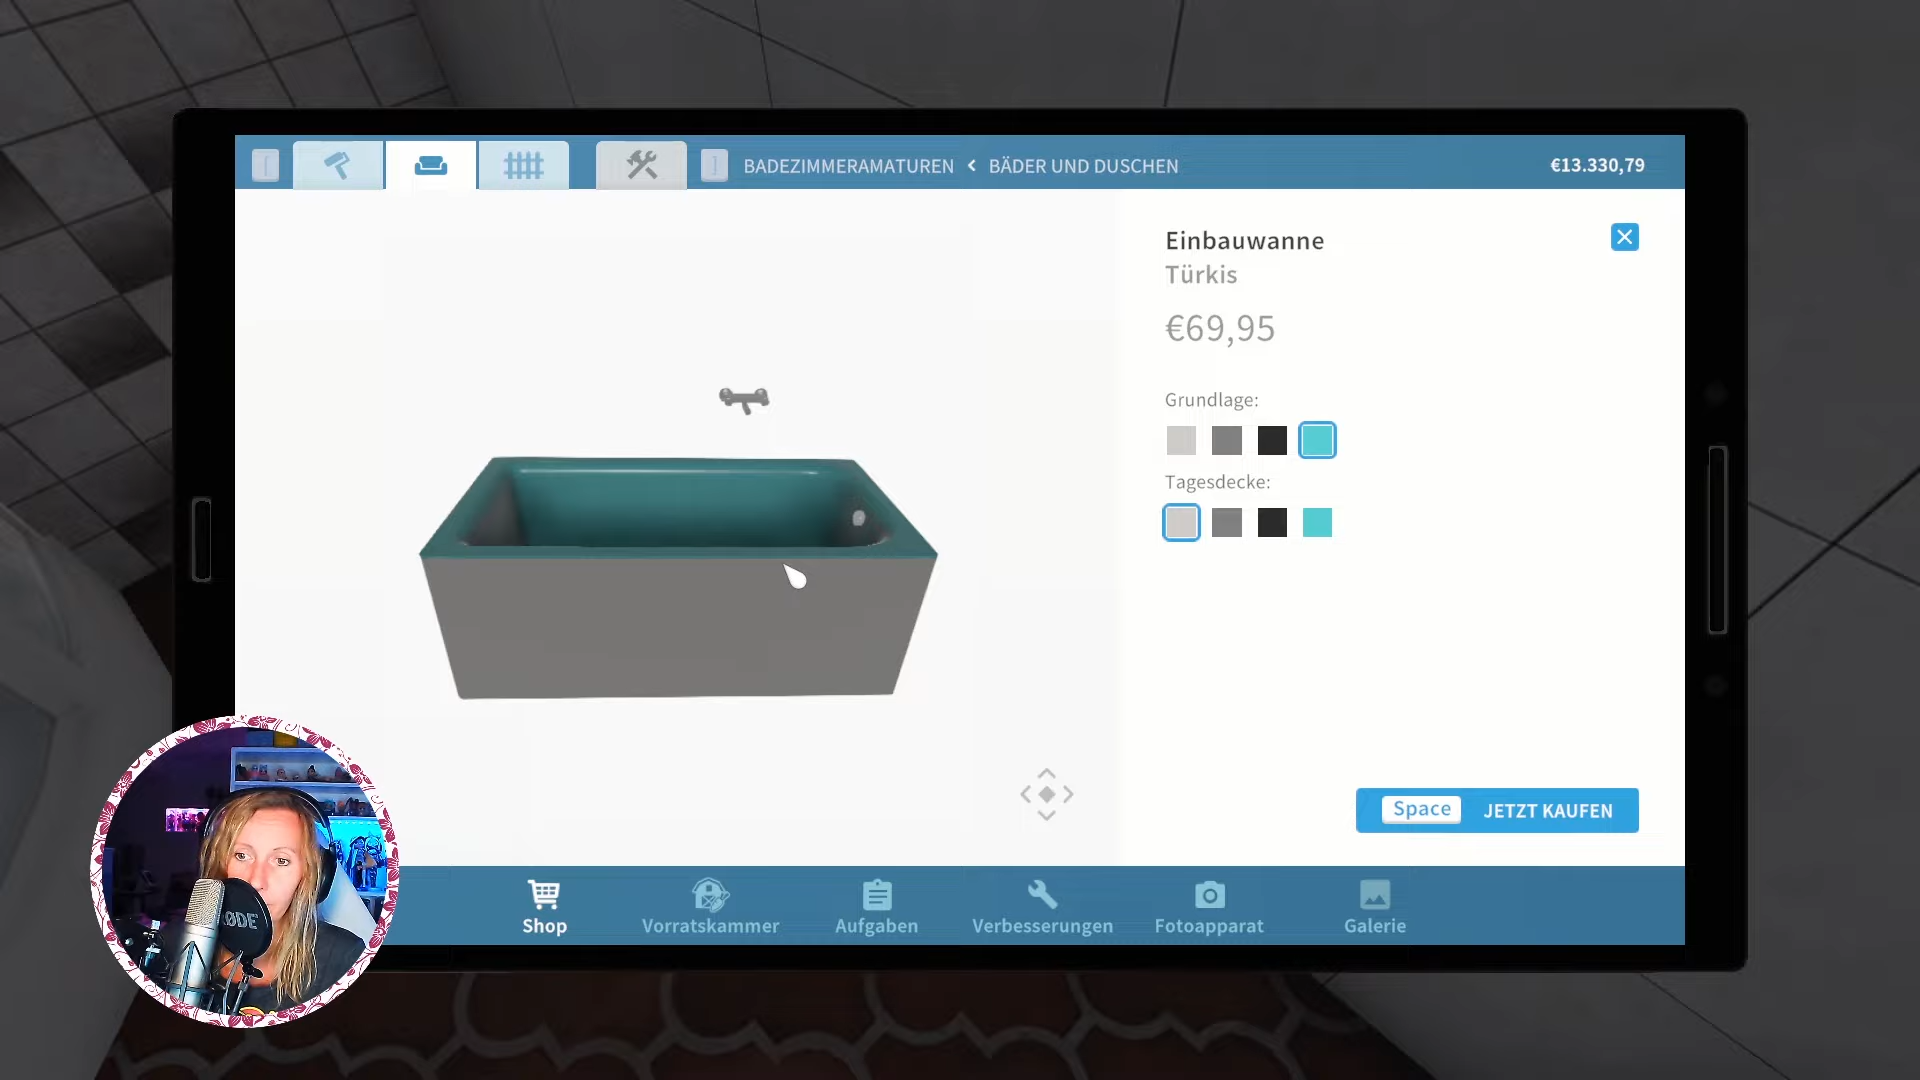 BADEZIMMERAMATUREN < BÄDER UND DUSCHEN
€13.330,79
Einbauwanne
Türkis
€69,95
Grundlage:
Tagesdecke:
Space JETZT KAUFEN
Shop
Vorratskammer
Aufgaben
Verbesserungen
Fotoapparat
Galerie
RØDE